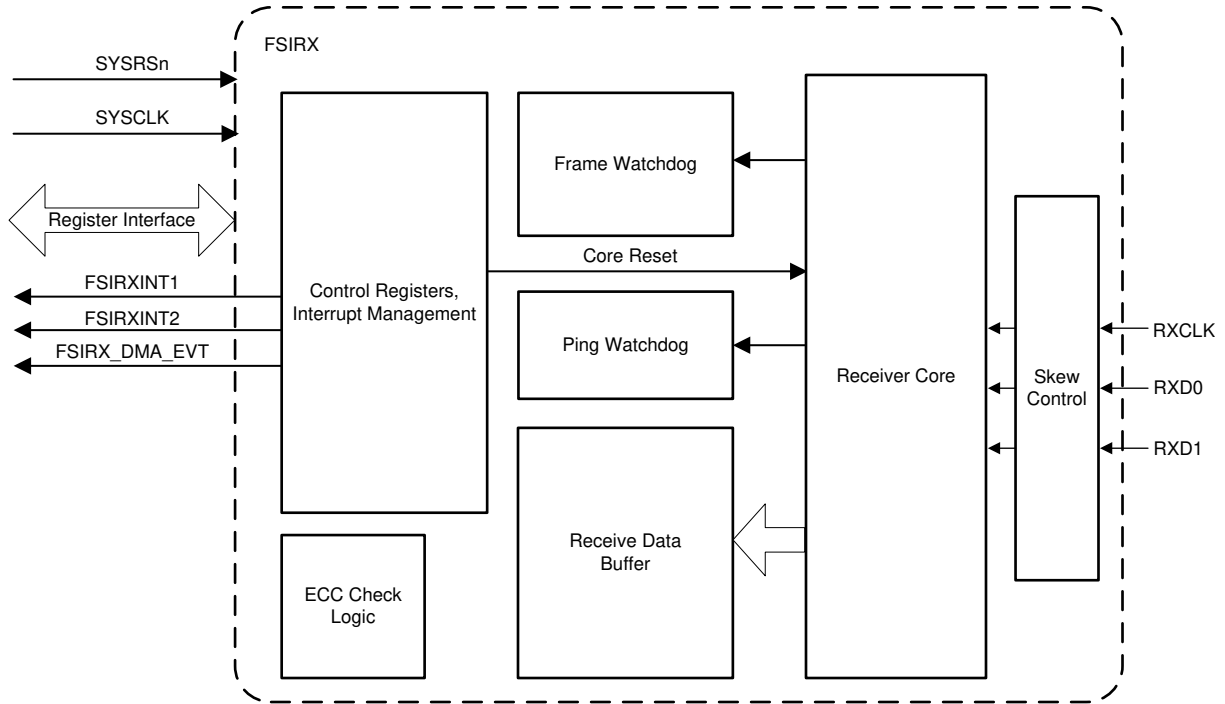 FSIRX
SYSRSn
SYSCLK
Register Interface
FSIRXINT1
FSIRXINT2
FSIRX_DMA_EVT
Control Registers,
Interrupt Management
ECC Check
Logic
Frame Watchdog
Core Reset
Ping Watchdog
Receive Data
Buffer
Receiver Core
Skew
Control
RXCLK
RXD0
RXD1